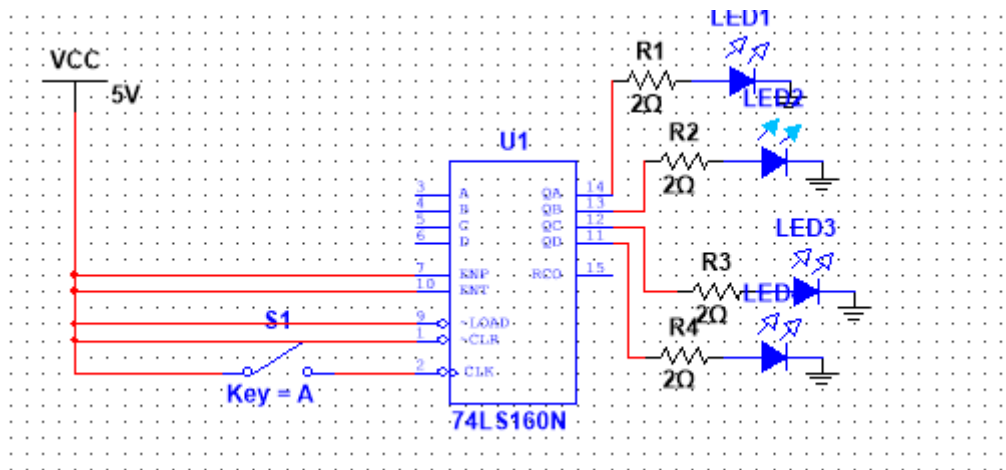 LED1
VCC
5V
R1
2Ω
LED2
R2
2Ω
U1
3 A QA 14
4 B QB 13
5 C QC 12
6 D QD 11
7 ENP RCO 15
10 ENT
9 ~LOAD
1 ~CLR
2 CLK
74LS160N
S1
Key = A
LED3
R3
2Ω
LED
R4
2Ω